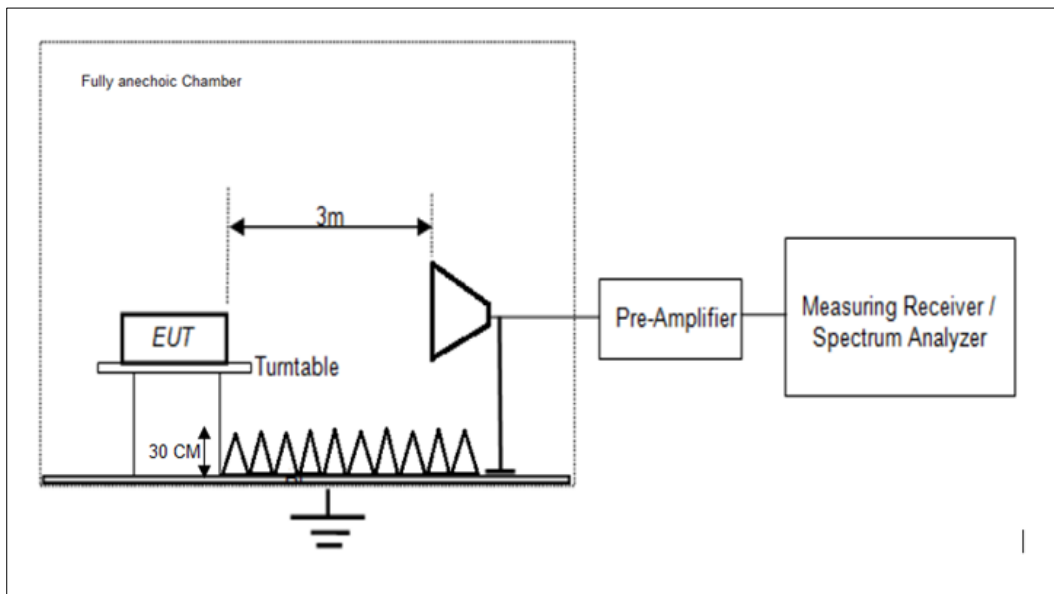 Fully anechoic Chamber
3m
EUT
Turntable
30 CM
Pre-Amplifier
Measuring Receiver /
Spectrum Analyzer